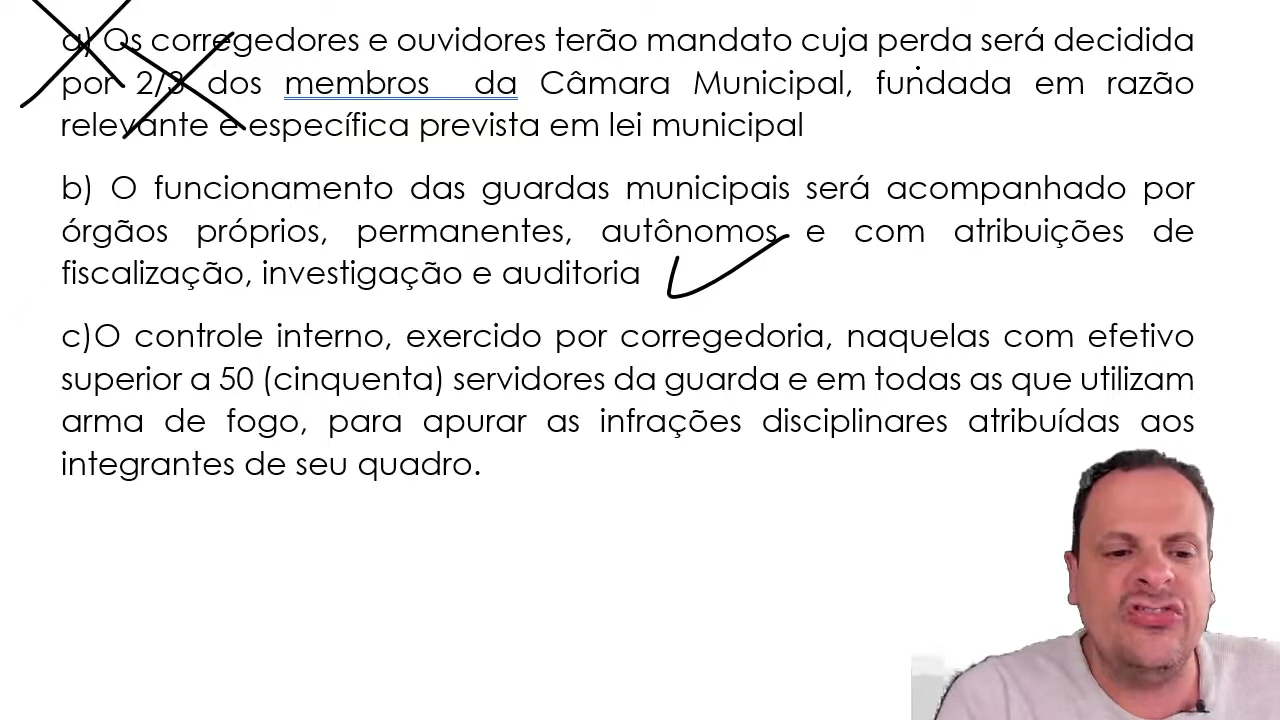 a) Os corregedores e ouvidores terão mandato cuja perda será decidida
por 2/3 dos membros da Câmara Municipal, fundada em razão
relevante e específica prevista em lei municipal
b) O funcionamento das guardas municipais será acompanhado por
órgãos próprios, permanentes, autônomos e com atribuições de
fiscalização, investigação e auditoria
c)O controle interno, exercido por corregedoria, naquelas com efetivo
superior a 50 (cinquenta) servidores da guarda e em todas as que utilizam
arma de fogo, para apurar as infrações disciplinares atribuídas aos
integrantes de seu quadro.